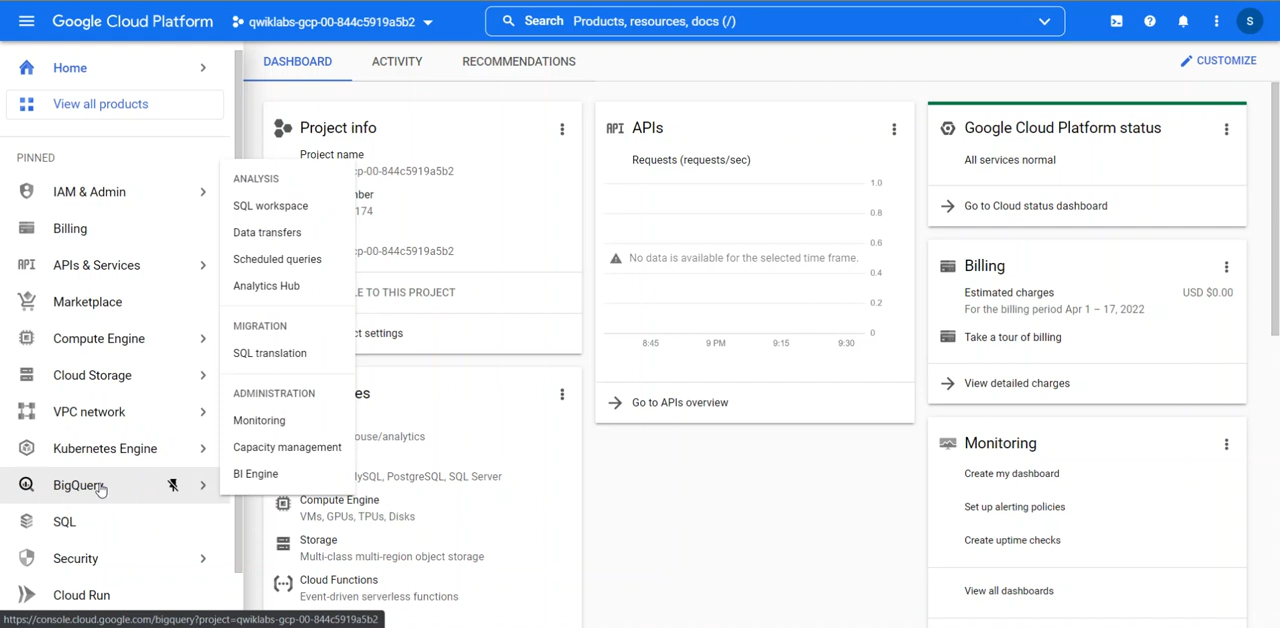 Google Cloud Platform
qwiklabs-gcp-00-844c5919a5b2
Search Products, resources, docs (/)
S
Home
View all products
PINNED
IAM & Admin
Billing
API APIs & Services
Marketplace
Compute Engine
Cloud Storage
VPC network
Kubernetes Engine
BigQuery
SQL
Security
Cloud Run
ANALYSIS
SQL workspace
Data transfers
Scheduled queries
Analytics Hub
MIGRATION
SQL translation
ADMINISTRATION
Monitoring
Capacity management
BI Engine
DASHBOARD
ACTIVITY
RECOMMENDATIONS
CUSTOMIZE
Project info
Project name
cp-00-844c5919a5b2
mber
174
cp-00-844c5919a5b2
LE TO THIS PROJECT
ct settings
es
ouse/analytics
ySQL, PostgreSQL, SQL Server
Compute Engine
VMs, GPUs, TPUs, Disks
Storage
Multi-class multi-region object storage
Cloud Functions
Event-driven serverless functions
API APIs
Requests (requests/sec)
1.0
0.8
0.6
No data is available for the selected time frame.
0.4
0.2
0
8:45
9 PM
9:15
9:30
Go to APIs overview
Google Cloud Platform status
All services normal
Go to Cloud status dashboard
Billing
Estimated charges USD $0.00
For the billing period Apr 1 – 17, 2022
Take a tour of billing
View detailed charges
Monitoring
Create my dashboard
Set up alerting policies
Create uptime checks
View all dashboards
https://console.cloud.google.com/bigquery?project=qwiklabs-gcp-00-844c5919a5b2